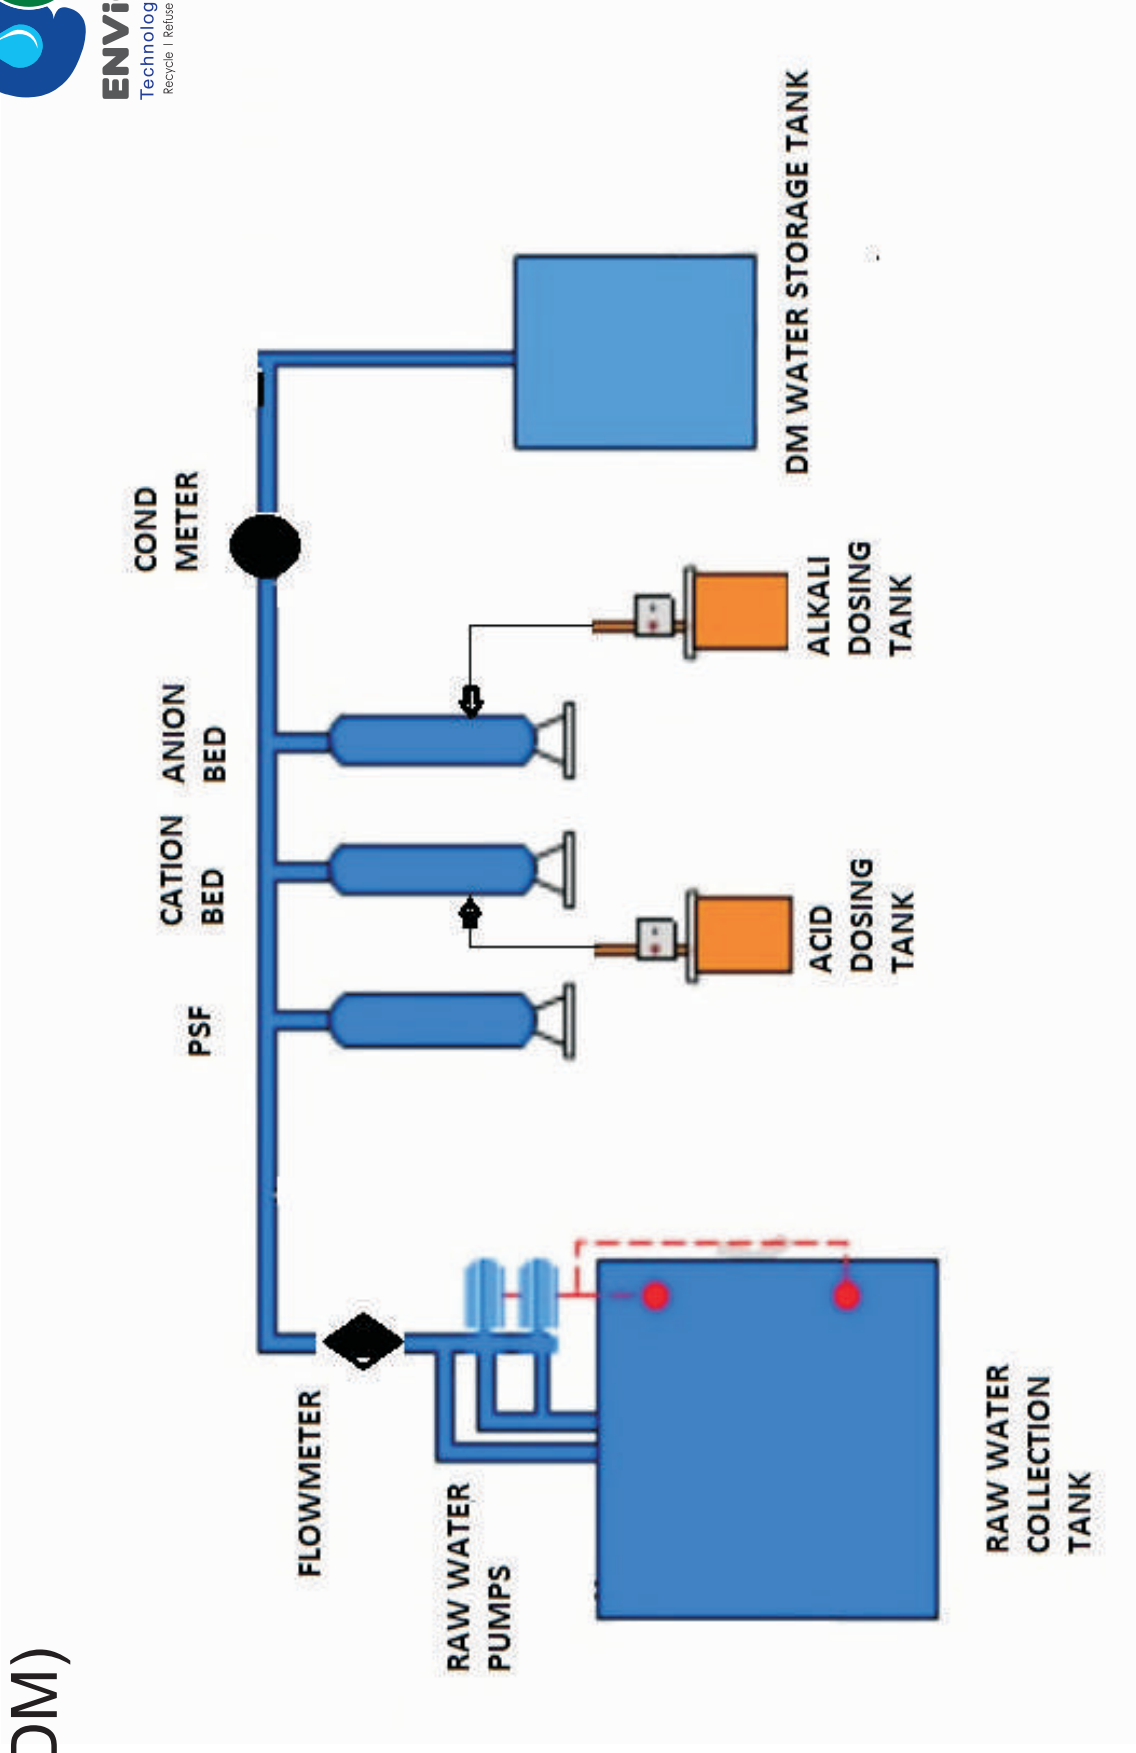 DM)
ENVi
Technolog
Recycle I Refuse
FLOWMETER
RAW WATER
PUMPS
RAW WATER
COLLECTION
TANK
PSF
CATION
BED
ANION
BED
COND
METER
ACID
DOSING
TANK
ALKALI
DOSING
TANK
DM WATER STORAGE TANK